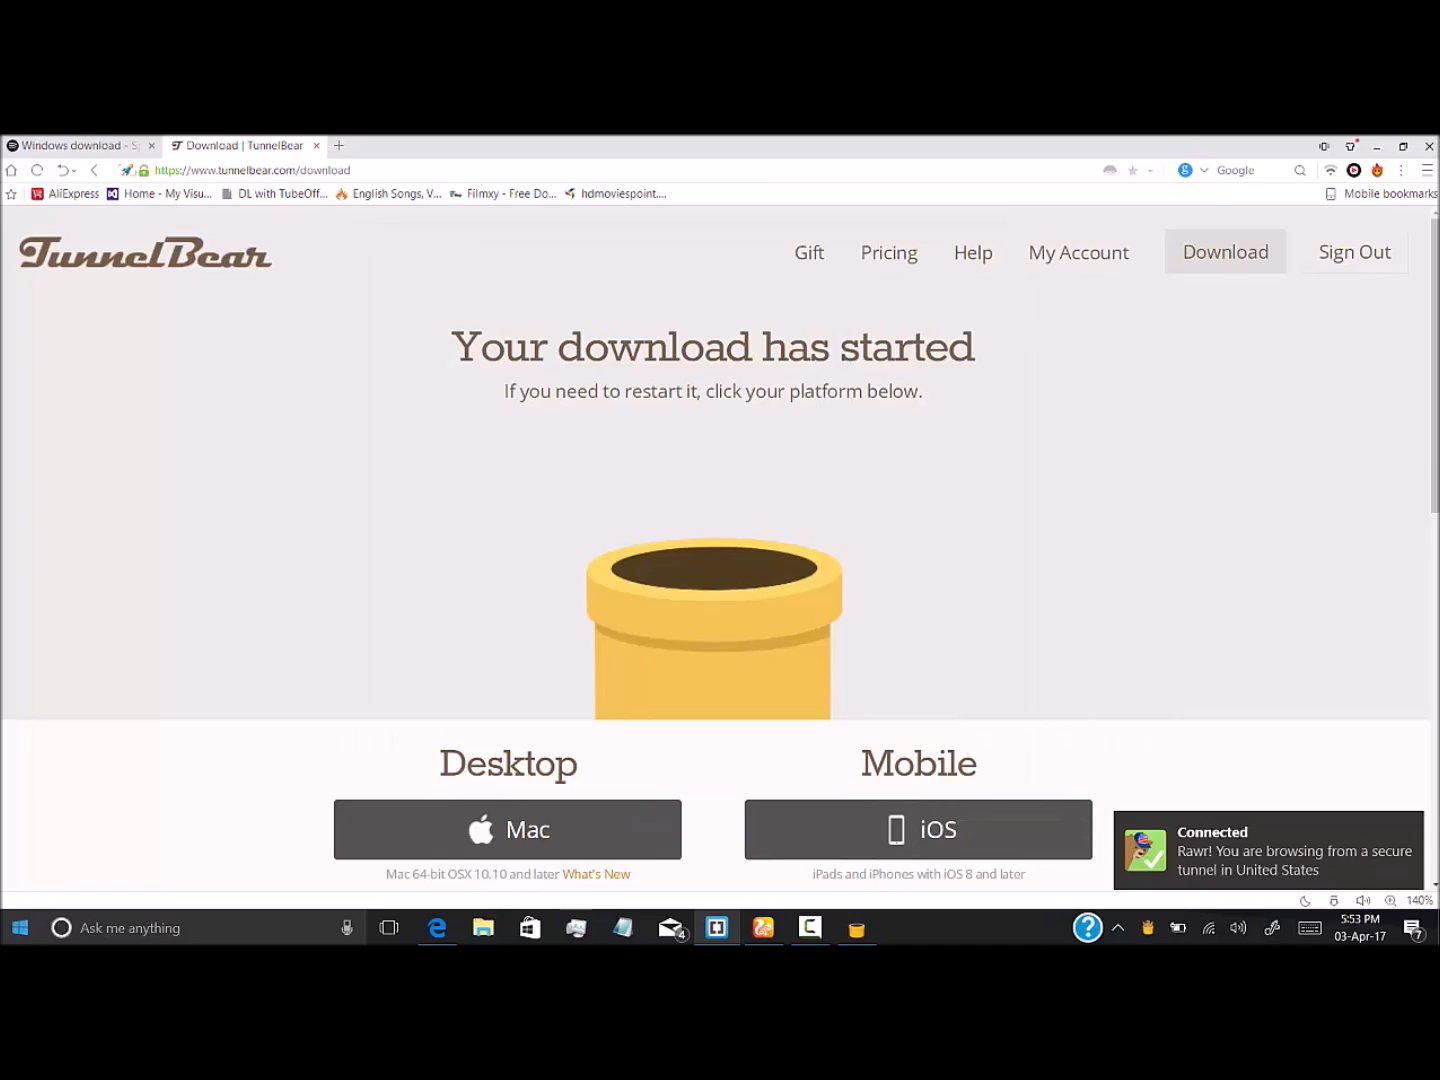 Windows download - S
Download | TunnelBear
https://www.tunnelbear.com/download
Google
AliExpress
Home - My Visu...
DL with TubeOff...
English Songs, V...
Filmxy - Free Do...
hdmoviespoint....
Mobile bookmarks
TunnelBear
Gift
Pricing
Help
My Account
Download
Sign Out
Your download has started
If you need to restart it, click your platform below.
Desktop
Mobile
Mac
iOS
Mac 64-bit OSX 10.10 and later What's New
iPads and iPhones with iOS 8 and later
Connected
Rawr! You are browsing from a secure
tunnel in United States
140%
Ask me anything
4
5:53 PM
03-Apr-17
7